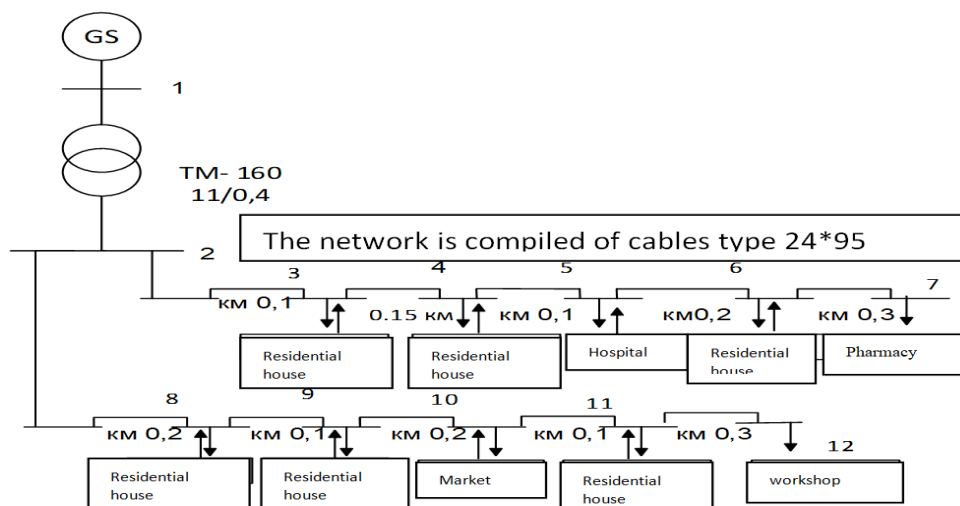 GS
1
TM- 160
11/0,4
2
The network is compiled of cables type 24*95
3
4
5
6
7
км 0,1
0.15 км
км 0,1
км0,2
км 0,3
Residential
house
Residential
house
Hospital
Residential
house
Pharmacy
8
9
10
11
км 0,2
км 0,1
км 0,2
км 0,1
км 0,3
12
Residential
house
Residential
house
Market
Residential
house
workshop